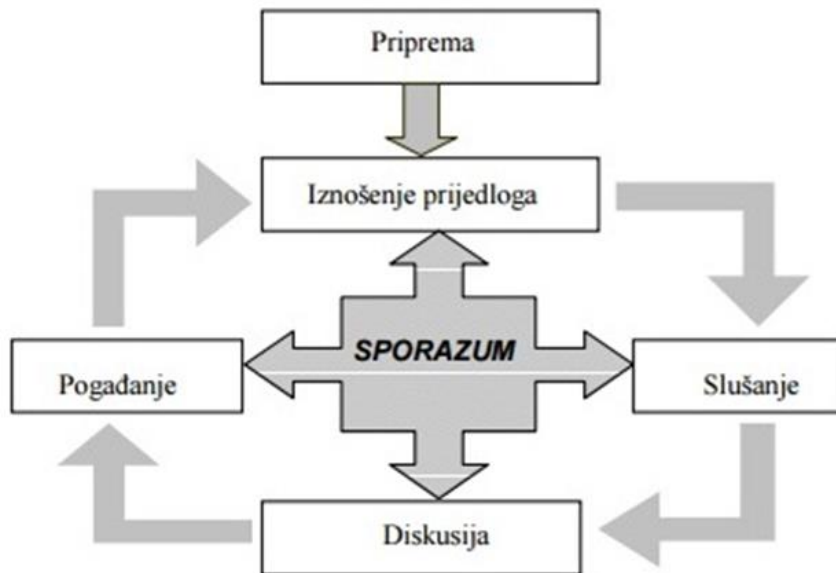 Priprema
Iznošenje prijedloga
SPORAZUM
Pogađanje
Slušanje
Diskusija